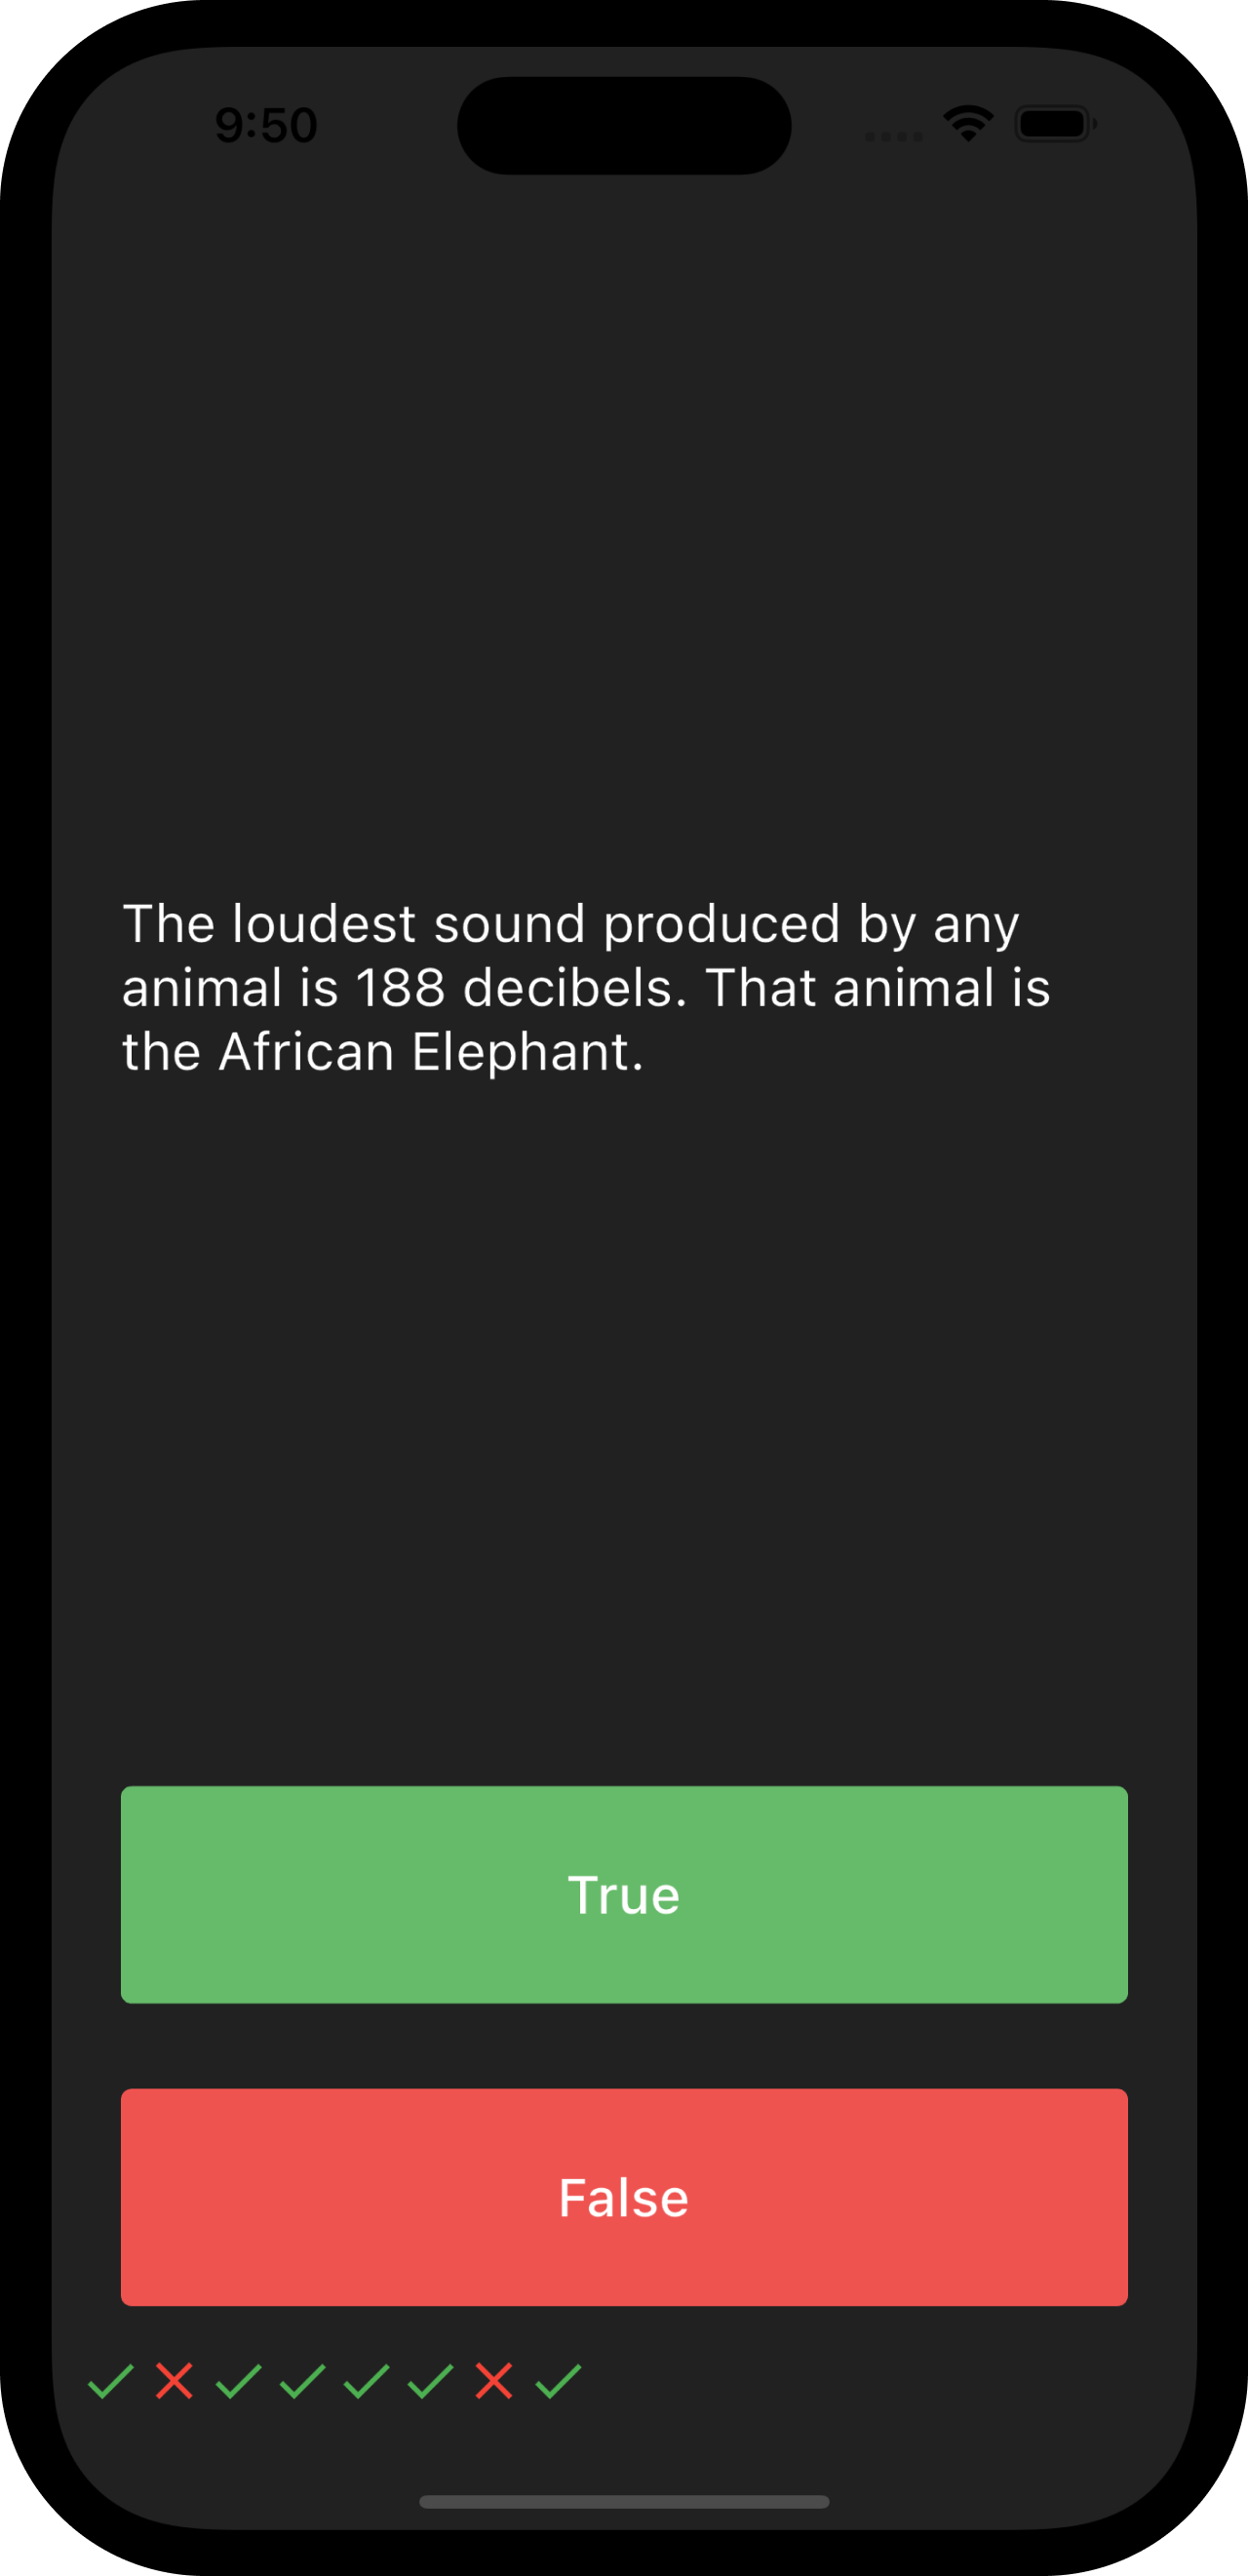 9:50
The loudest sound produced by any
animal is 188 decibels. That animal is
the African Elephant.
True
False